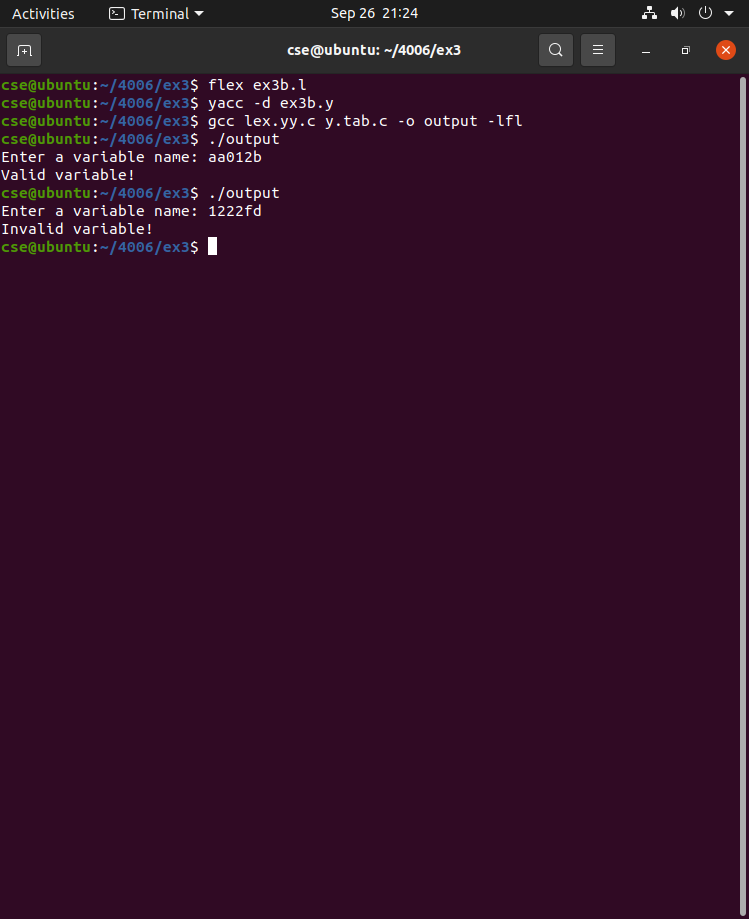 Activities Terminal Sep 26 21:24
cse@ubuntu: ~/4006/ex3
cse@ubuntu:~/4006/ex3$ flex ex3b.l
cse@ubuntu:~/4006/ex3$ yacc -d ex3b.y
cse@ubuntu:~/4006/ex3$ gcc lex.yy.c y.tab.c -o output -lfl
cse@ubuntu:~/4006/ex3$ ./output
Enter a variable name: aa012b
Valid variable!
cse@ubuntu:~/4006/ex3$ ./output
Enter a variable name: 1222fd
Invalid variable!
cse@ubuntu:~/4006/ex3$